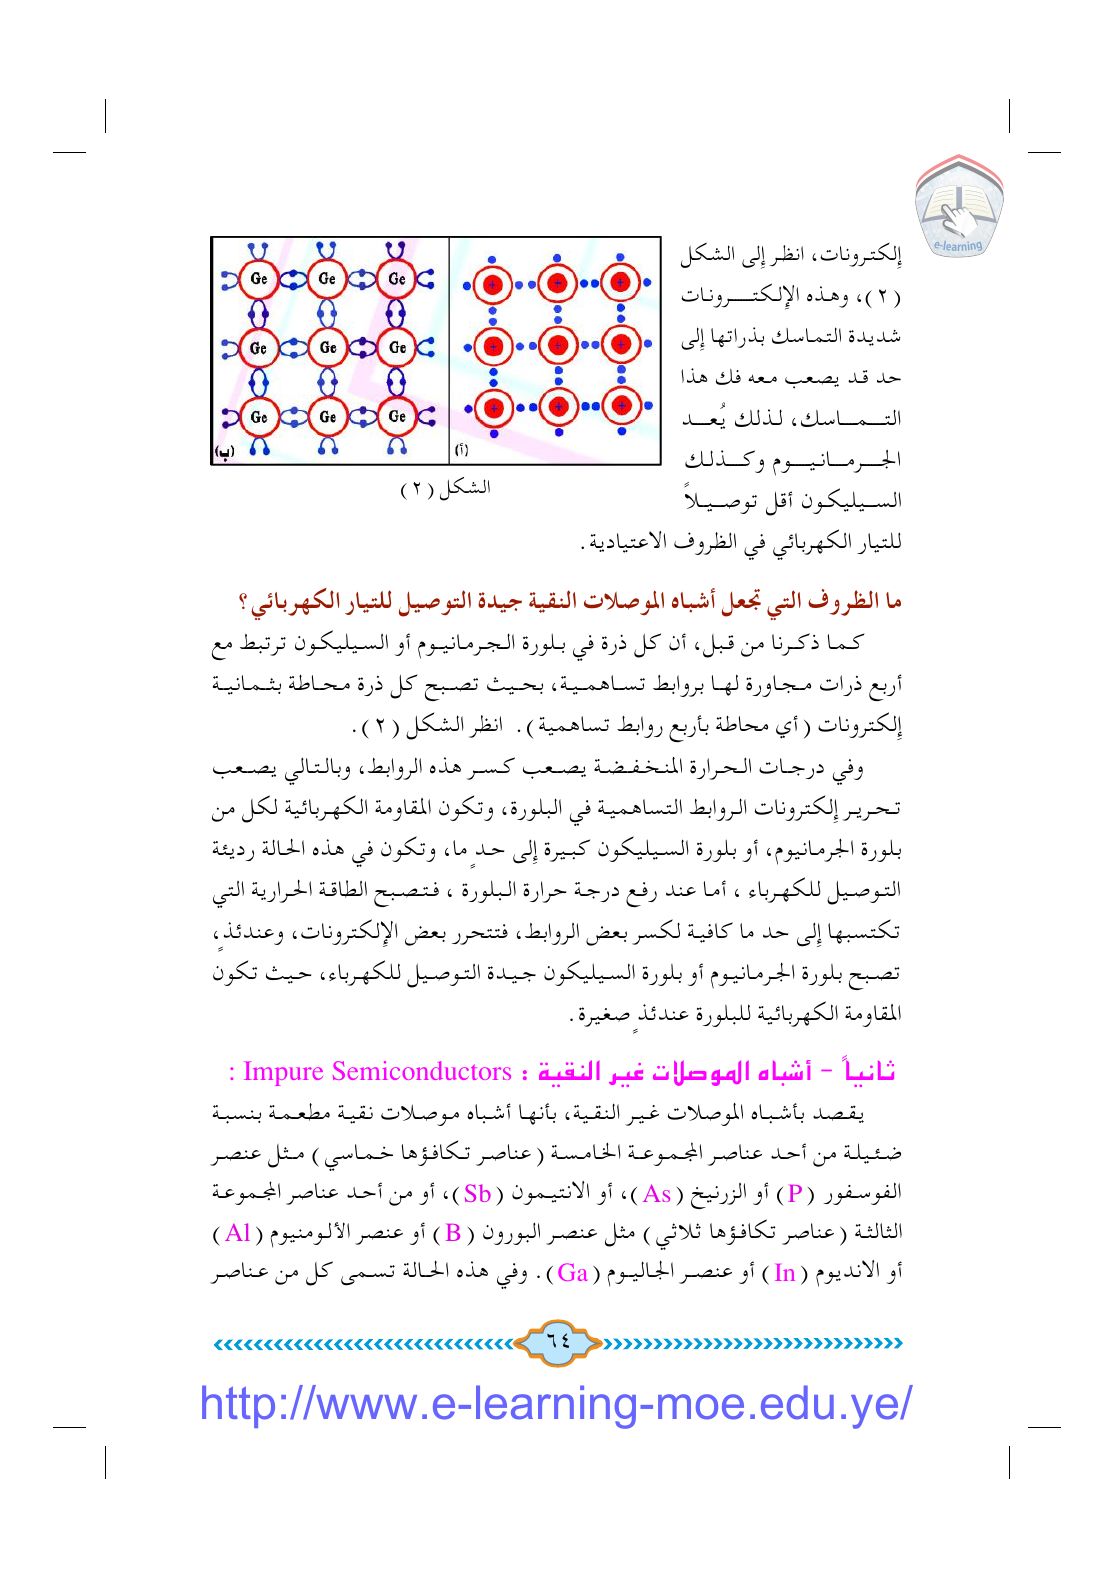 e-learning
إلكترونات، انظر إلى الشكل
(٢)، وهذه الإلكترونات
شديدة التماسك بذراتها إلى
حد قد يصعب معه فك هذا
التماسك، لذلك يُعد
الجرمانيوم وكذلك
السيليكون أقل توصيلاً
للتيار الكهربائي في الظروف الاعتيادية.
Ge Ge Ge
Ge Ge Ge
Ge Ge Ge
(ب)
(أ)
الشكل (٢)
ما الظروف التي تجعل أشباه الموصلات النقية جيدة التوصيل للتيار الكهربائي؟
كما ذكرنا من قبل، أن كل ذرة في بلورة الجرمانيوم أو السيليكون ترتبط مع
أربع ذرات مجاورة لها بروابط تساهمية، بحيث تصبح كل ذرة محاطة بثمانية
إلكترونات (أي محاطة بأربع روابط تساهمية). انظر الشكل (٢).
وفي درجات الحرارة المنخفضة يصعب كسر هذه الروابط، وبالتالي يصعب
تحرير إلكترونات الروابط التساهمية في البلورة، وتكون المقاومة الكهربائية لكل من
بلورة الجرمانيوم، أو بلورة السيليكون كبيرة إلى حدٍ ما، وتكون في هذه الحالة رديئة
التوصيل للكهرباء ، أما عند رفع درجة حرارة البلورة ، فتصبح الطاقة الحرارية التي
تكتسبها إلى حد ما كافية لكسر بعض الروابط، فتتحرر بعض الإلكترونات، وعندئذٍ،
تصبح بلورة الجرمانيوم أو بلورة السيليكون جيدة التوصيل للكهرباء، حيث تكون
المقاومة الكهربائية للبلورة عندئذٍ صغيرة.
ثانياً - أشباه الموصلات غير النقية : Impure Semiconductors :
يقصد بأشباه الموصلات غير النقية، بأنها أشباه موصلات نقية مطعمة بنسبة
ضئيلة من أحد عناصر المجموعة الخامسة (عناصر تكافؤها خماسي) مثل عنصر
الفوسفور (P) أو الزرنيخ (As)، أو الانتيمون (Sb)، أو من أحد عناصر المجموعة
الثالثة (عناصر تكافؤها ثلاثي) مثل عنصر البورون (B) أو عنصر الألومنيوم (Al)
أو الانديوم (In) أو عنصر الجاليوم (Ga). وفي هذه الحالة تسمى كل من عناصر
٦٤
http://www.e-learning-moe.edu.ye/